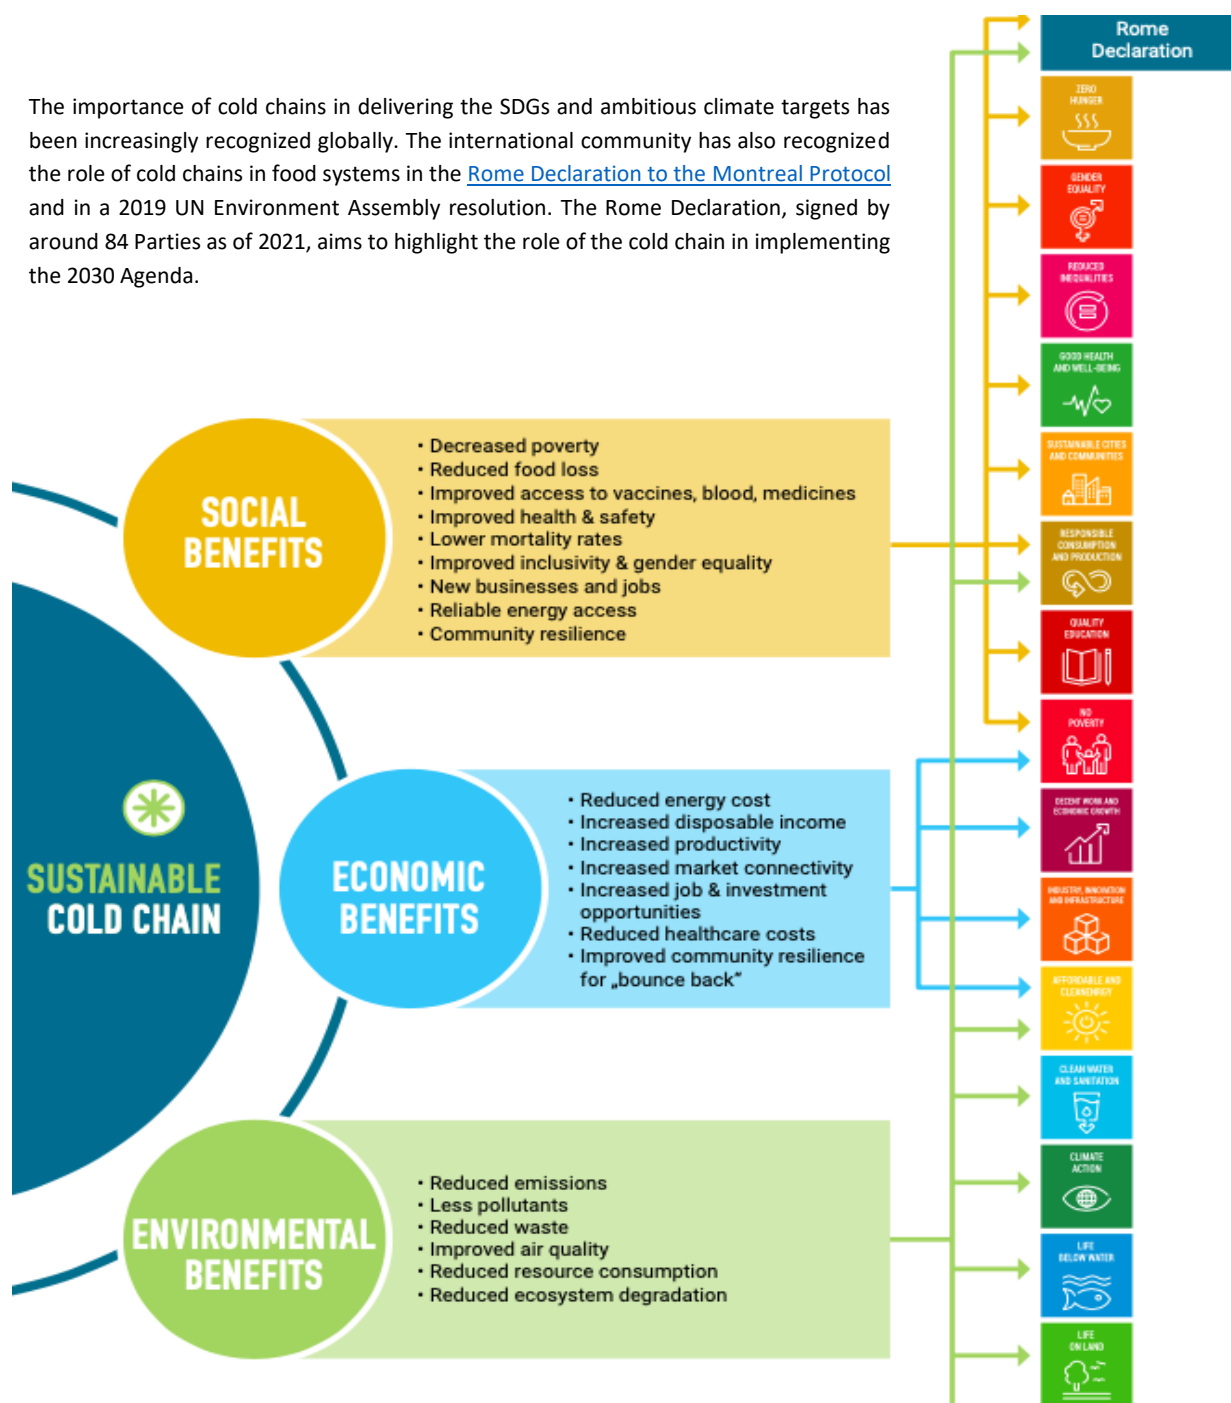 Rome
Declaration
The importance of cold chains in delivering the SDGs and ambitious climate targets has
been increasingly recognized globally. The international community has also recognized
the role of cold chains in food systems in the Rome Declaration to the Montreal Protocol
and in a 2019 UN Environment Assembly resolution. The Rome Declaration, signed by
around 84 Parties as of 2021, aims to highlight the role of the cold chain in implementing
the 2030 Agenda.
SUSTAINABLE
COLD CHAIN
SOCIAL
BENEFITS
• Decreased poverty
• Reduced food loss
• Improved access to vaccines, blood, medicines
• Improved health & safety
• Lower mortality rates
• Improved inclusivity & gender equality
• New businesses and jobs
• Reliable energy access
• Community resilience
ECONOMIC
BENEFITS
• Reduced energy cost
• Increased disposable income
• Increased productivity
• Increased market connectivity
• Increased job & investment
opportunities
• Reduced healthcare costs
• Improved community resilience
for „bounce back“
ENVIRONMENTAL
BENEFITS
• Reduced emissions
• Less pollutants
• Reduced waste
• Improved air quality
• Reduced resource consumption
• Reduced ecosystem degradation
ZERO
HUNGER
GENDER
EQUALITY
REDUCED
INEQUALITIES
GOOD HEALTH
AND WELL-BEING
SUSTAINABLE CITIES
AND COMMUNITIES
RESPONSIBLE
CONSUMPTION
AND PRODUCTION
QUALITY
EDUCATION
NO
POVERTY
DECENT WORK AND
ECONOMIC GROWTH
INDUSTRY, INNOVATION
AND INFRASTRUCTURE
AFFORDABLE AND
CLEANENRGY
CLEAN WATER
AND SANITATION
CLIMATE
ACTION
LIFE
BELOW WATER
LIFE
ON LAND